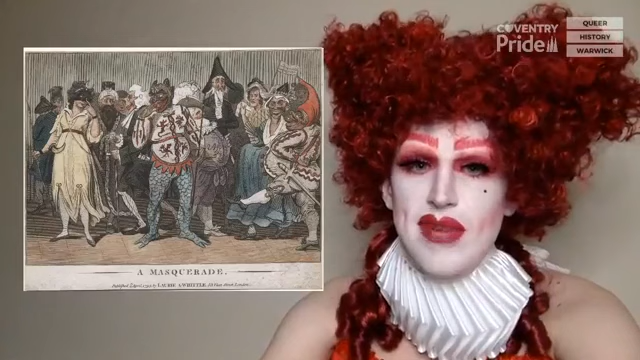 COVENTRY
Pride
QUEER
HISTORY
WARWICK
A MASQUERADE.
LAURIE & WHITTLE